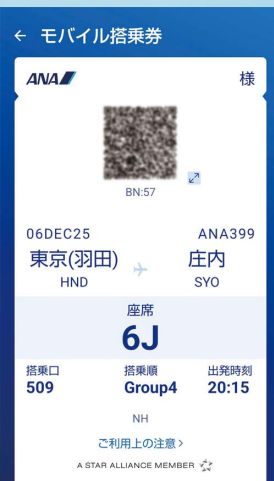 ← モバイル搭乗券
ANA 様
BN:57
06DEC25 ANA399
東京(羽田) 庄内
HND SYO
座席
6J
搭乗口 搭乗順 出発時刻
509 Group4 20:15
NH
ご利用上の注意>
A STAR ALLIANCE MEMBER